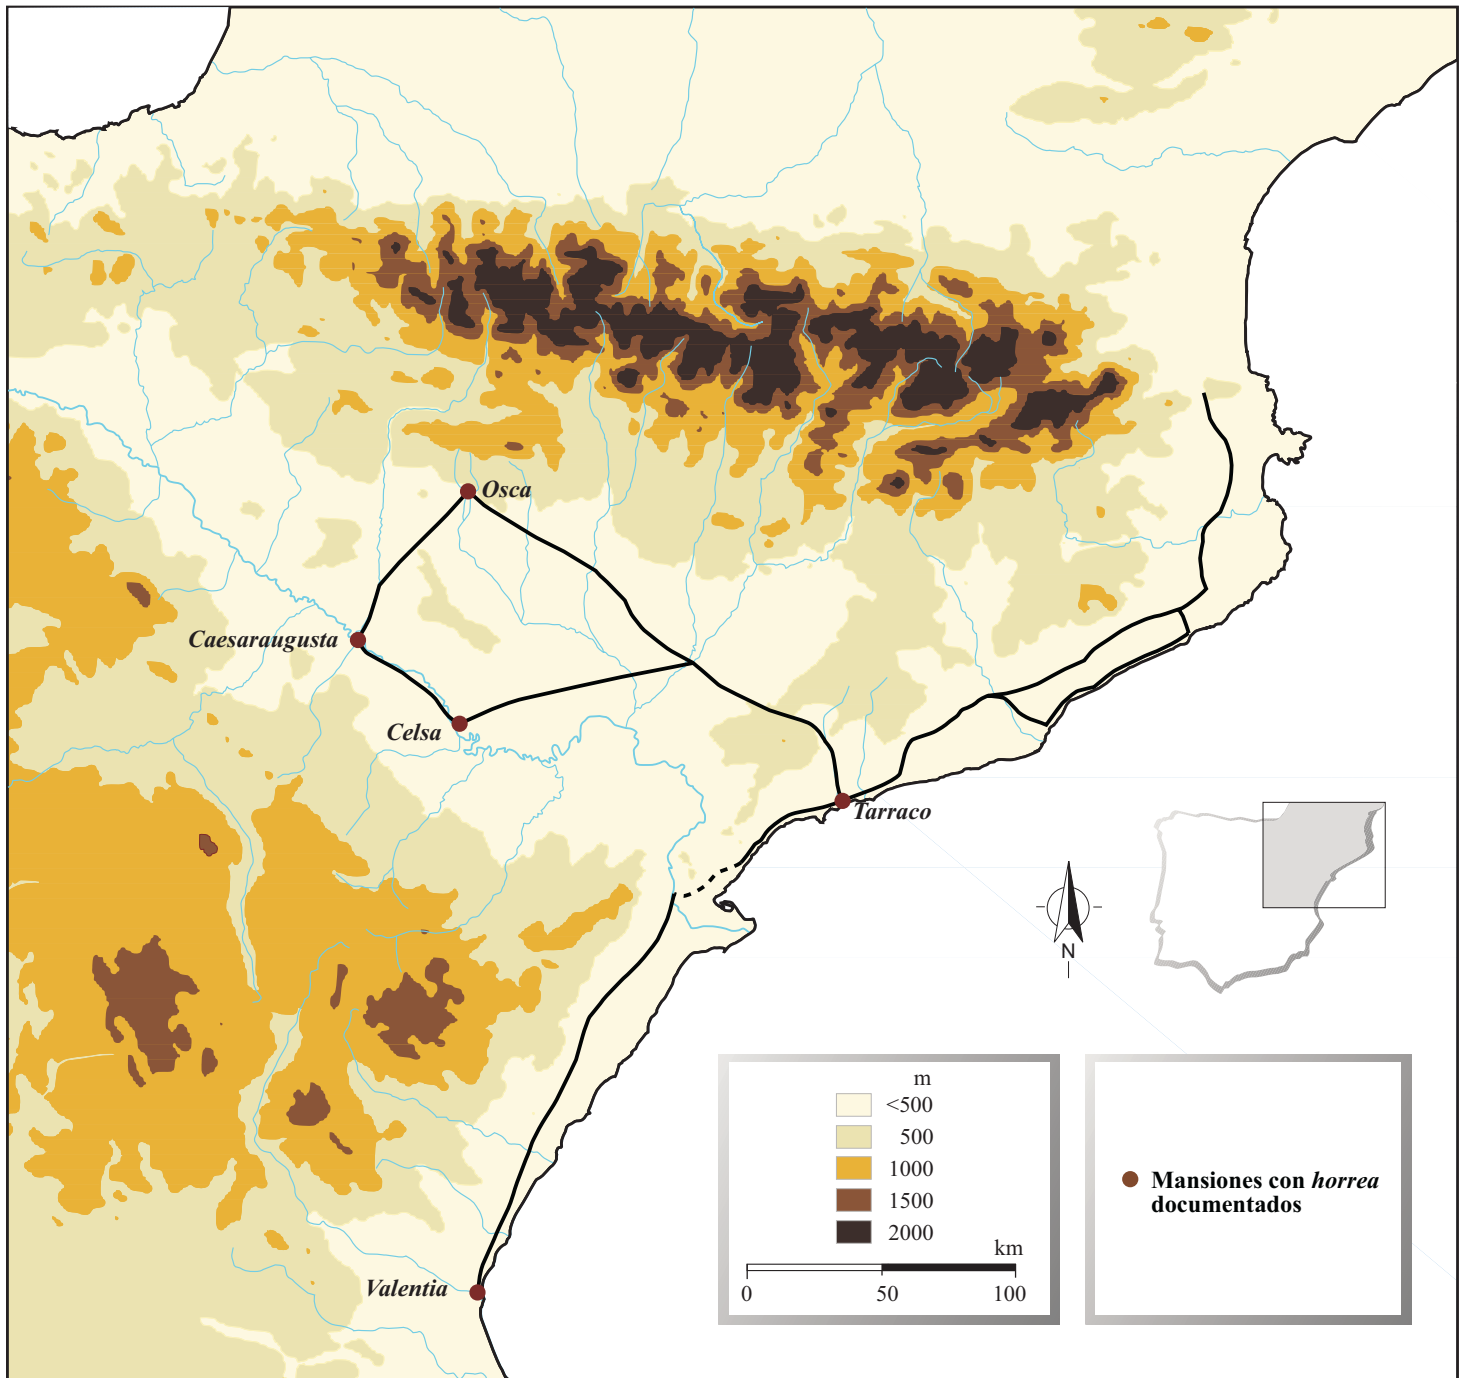 Osca
Caesaraugusta
Celsa
Tarraco
N
m
<500
500
1000
1500
2000
km
0 50 100
Mansiones con horrea
documentados
Valentia